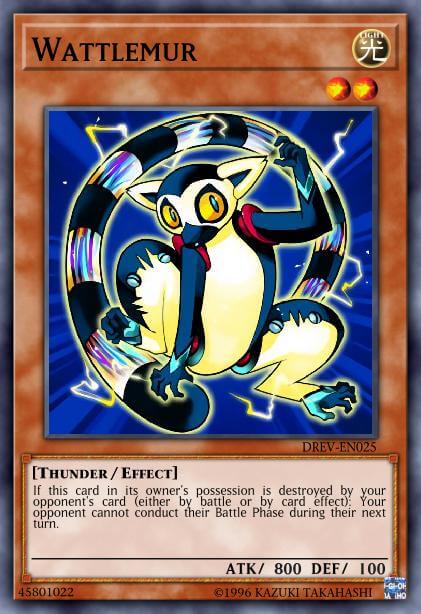 WATTLEMUR
LIGHT
光
DREV-EN025
[THUNDER / EFFECT]
If this card in its owner's possession is destroyed by your
opponent's card (either by battle or by card effect): Your
opponent cannot conduct their Battle Phase during their next
turn.
ATK/ 800 DEF/ 100
45801022
©1996 KAZUKI TAKAHASHI